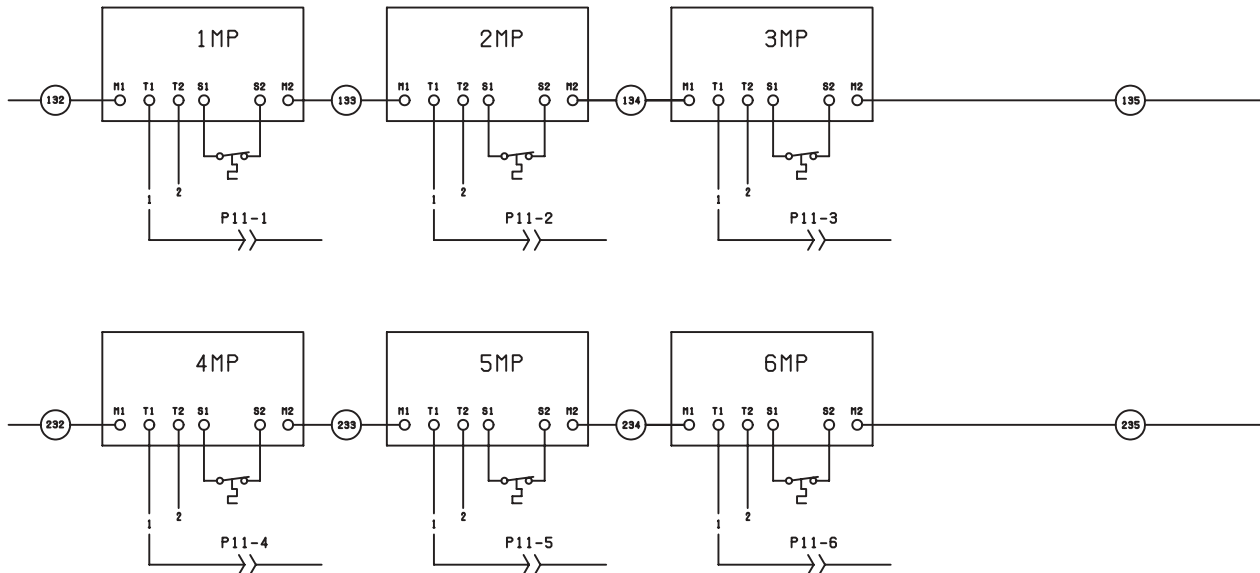 1MP 2MP 3MP
M1 T1 T2 S1 S2 M2 M1 T1 T2 S1 S2 M2 M1 T1 T2 S1 S2 M2
132 133 134 135
1 2 1 2 1 2
P11-1 P11-2 P11-3
4MP 5MP 6MP
M1 T1 T2 S1 S2 M2 M1 T1 T2 S1 S2 M2 M1 T1 T2 S1 S2 M2
232 233 234 235
1 2 1 2 1 2
P11-4 P11-5 P11-6